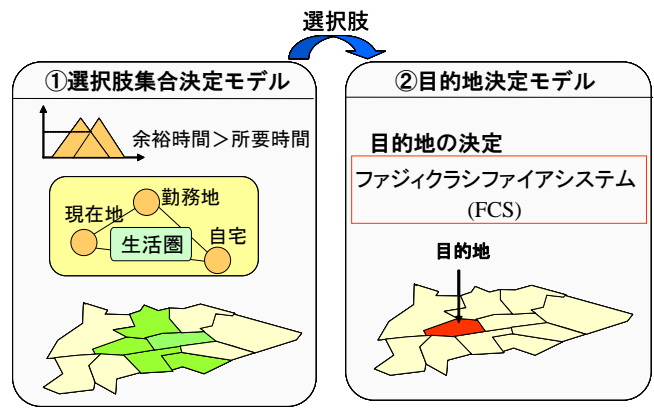 選択肢
①選択肢集合決定モデル
余裕時間＞所要時間
勤務地
現在地
自宅
生活圏
②目的地決定モデル
目的地の決定
ファジィクラシファイアシステム
(FCS)
目的地